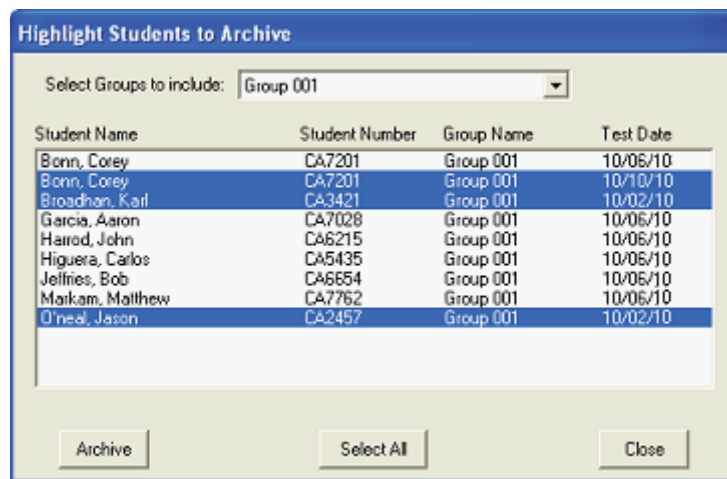 Highlight Students to Archive
Select Groups to include: Group 001
Student Name Student Number Group Name Test Date
Bonn, Corey CA7201 Group 001 10/06/10
Bonn, Corey CA7201 Group 001 10/10/10
Broadhan, Karl CA3421 Group 001 10/02/10
Garcia, Aaron CA7028 Group 001 10/06/10
Harrod, John CA6215 Group 001 10/06/10
Higuera, Carlos CA5435 Group 001 10/06/10
Jeffries, Bob CA6654 Group 001 10/06/10
Markam, Matthew CA7762 Group 001 10/06/10
O'neal, Jason CA2457 Group 001 10/02/10
Archive Select All Close